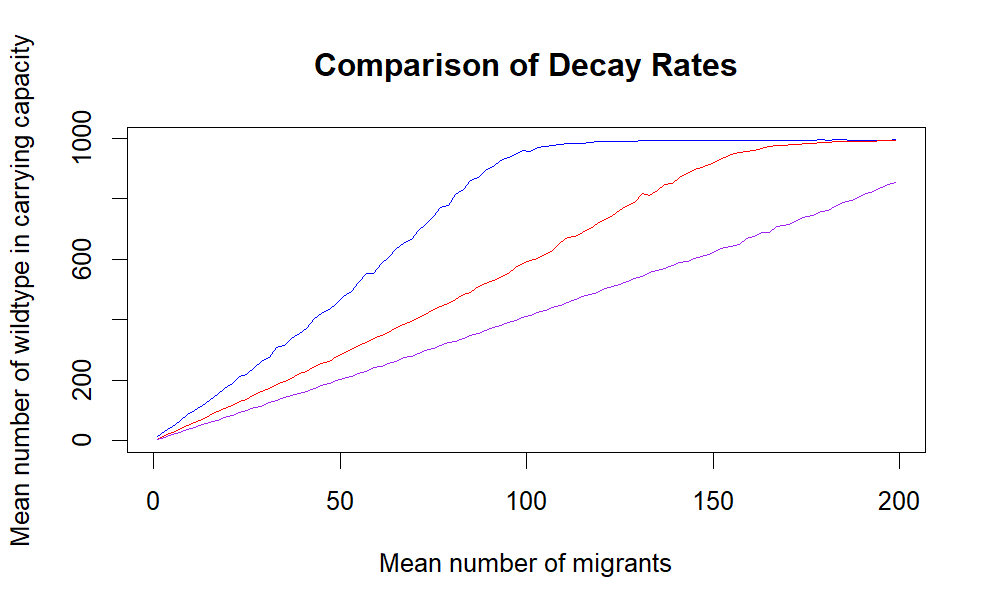 Comparison of Decay Rates
Mean number of wildtype in carrying capacity
1000
600
200
0
0 50 100 150 200
Mean number of migrants